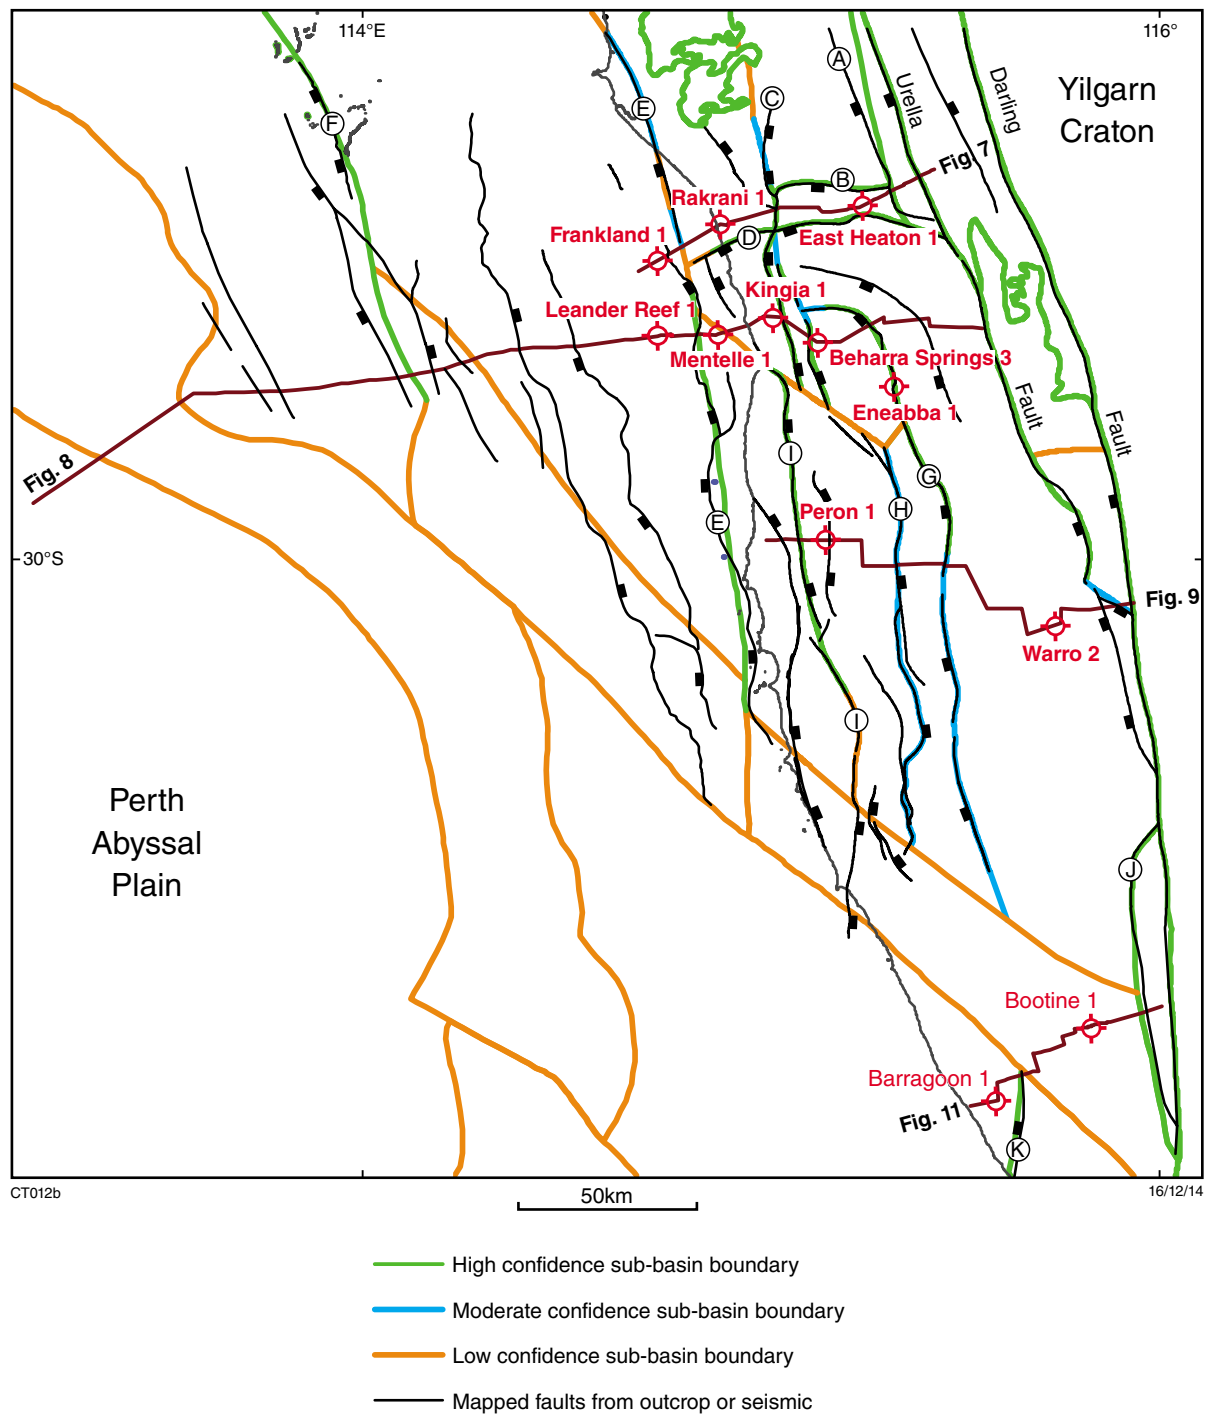 114°E
116°
A
Urella
Darling
Yilgarn
Craton
C
E
F
Fig. 7
B
Rakrani 1
Frankland 1
D
East Heaton 1
Kingia 1
Leander Reef 1
Mentelle 1
Beharra Springs 3
Eneabba 1
Fault
Fault
Fig. 8
I
G
H
Peron 1
E
30°S
Fig. 9
Warro 2
I
Perth
Abyssal
Plain
J
Bootine 1
Barragoon 1
Fig. 11
K
CT012b
50km
16/12/14
High confidence sub-basin boundary
Moderate confidence sub-basin boundary
Low confidence sub-basin boundary
Mapped faults from outcrop or seismic